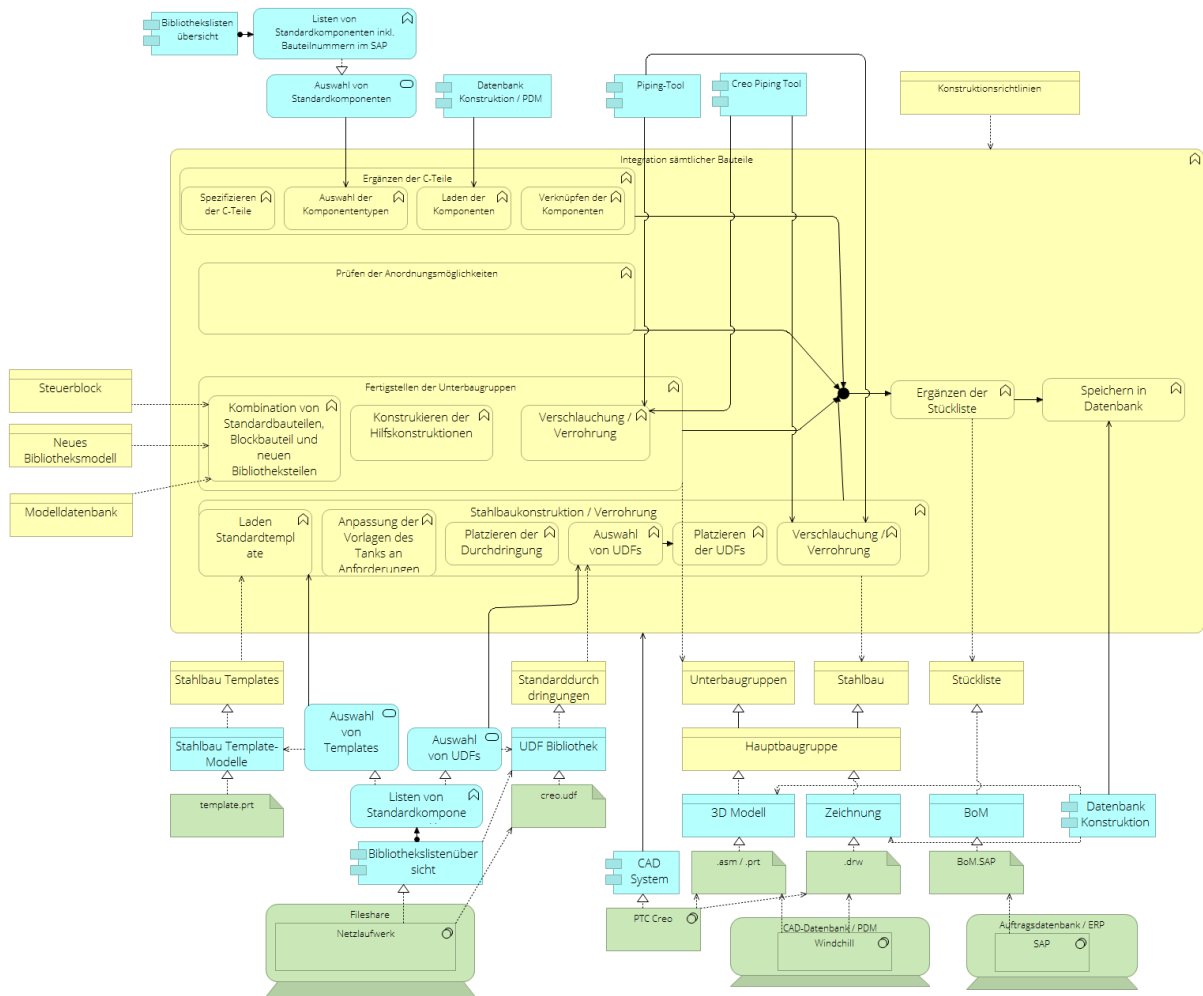 Bibliothekslisten
übersicht
Listen von
Standardkomponenten inkl.
Bauteilnummern im SAP
Auswahl von
Standardkomponenten
Datenbank
Konstruktion / PDM
Piping-Tool
Creo Piping Tool
Konstruktionsrichtlinien
Integration sämtlicher Bauteile
Ergänzen der C-Teile
Spezifizieren
der C-Teile
Auswahl der
Komponententypen
Laden der
Komponenten
Verknüpfen der
Komponenten
Prüfen der Anordnungsmöglichkeiten
Steuerblock
Neues
Bibliotheksmodell
Modelldatenbank
Fertigstellen der Unterbaugruppen
Kombination von
Standardbauteilen,
Blockbauteil und
neuen
Bibliotheksteilen
Konstruieren der
Hilfskonstruktionen
Verschlauchung /
Verrohrung
Ergänzen der
Stückliste
Speichern in
Datenbank
Stahlbaukonstruktion / Verrohrung
Laden
Standardtempl
ate
Anpassung der
Vorlagen des
Tanks an
Anforderungen
Platzieren der
Durchdringung
Auswahl
von UDFs
Platzieren
der UDFs
Verschlauchung /
Verrohrung
Stahlbau Templates
Standarddurch
dringungen
Unterbaugruppen
Stahlbau
Stückliste
Stahlbau Template-
Modelle
Auswahl
von
Templates
Auswahl
von UDFs
UDF Bibliothek
Hauptbaugruppe
template.prt
Listen von
Standardkompone
creo.udf
3D Modell
Zeichnung
BoM
Datenbank
Konstruktion
Bibliothekslistenüber
sicht
CAD
System
.asm / .prt
.drw
BoM.SAP
Fileshare
Netzlaufwerk
PTC Creo
CAD-Datenbank / PDM
Windchill
Auftragsdatenbank / ERP
SAP